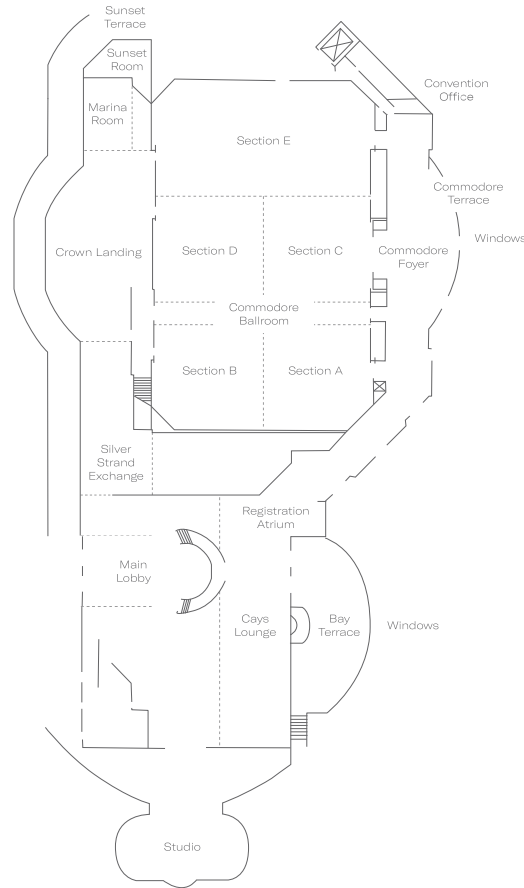 Sunset
Terrace
Sunset
Room
Convention
Office
Marina
Room
Section E
Commodore
Terrace
Windows
Crown Landing
Section D
Section C
Commodore
Foyer
Commodore
Ballroom
Section B
Section A
Silver
Strand
Exchange
Registration
Atrium
Main
Lobby
Cays
Lounge
Bay
Terrace
Windows
Studio